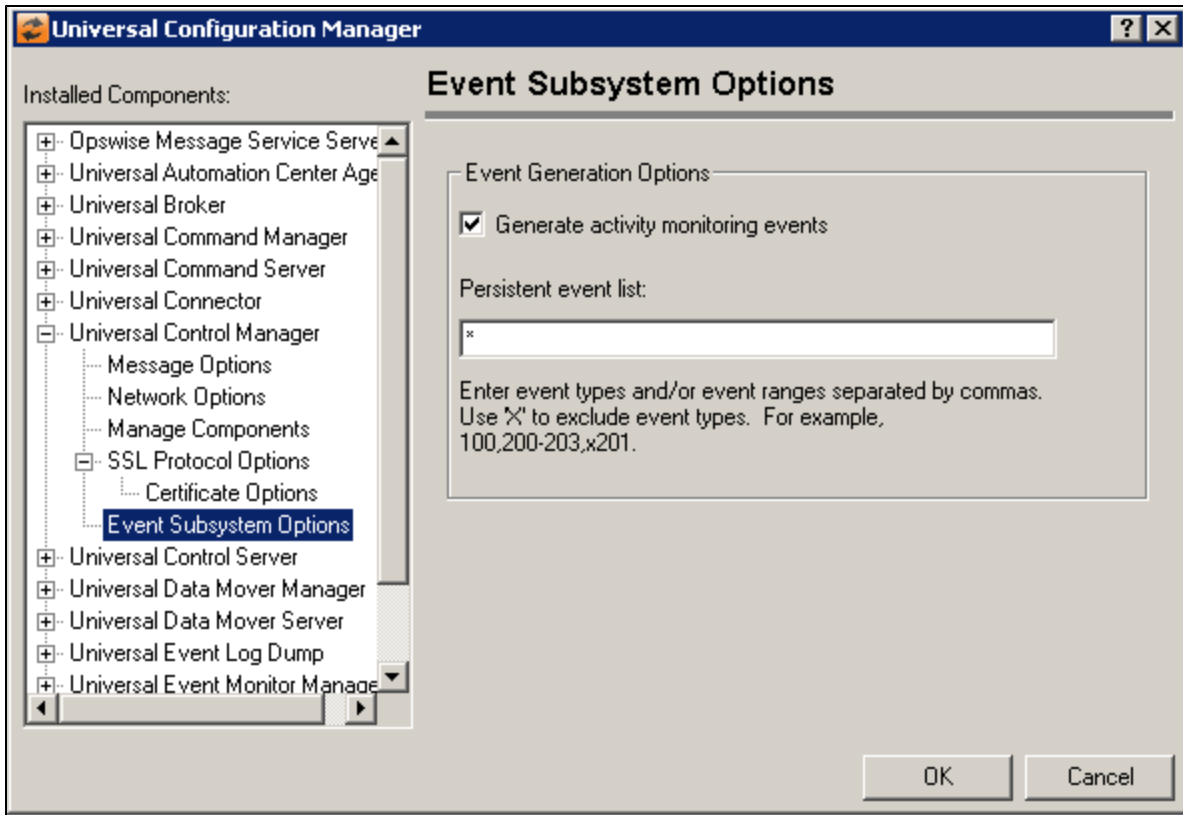 Universal Configuration Manager
Installed Components:
Opswise Message Service Serve
Universal Automation Center Age
Universal Broker
Universal Command Manager
Universal Command Server
Universal Connector
Universal Control Manager
Message Options
Network Options
Manage Components
SSL Protocol Options
Certificate Options
Event Subsystem Options
Universal Control Server
Universal Data Mover Manager
Universal Data Mover Server
Universal Event Log Dump
Universal Event Monitor Manage
Event Subsystem Options
Event Generation Options
Generate activity monitoring events
Persistent event list:
*
Enter event types and/or event ranges separated by commas.
Use 'X' to exclude event types. For example,
100,200-203,x201.
OK
Cancel